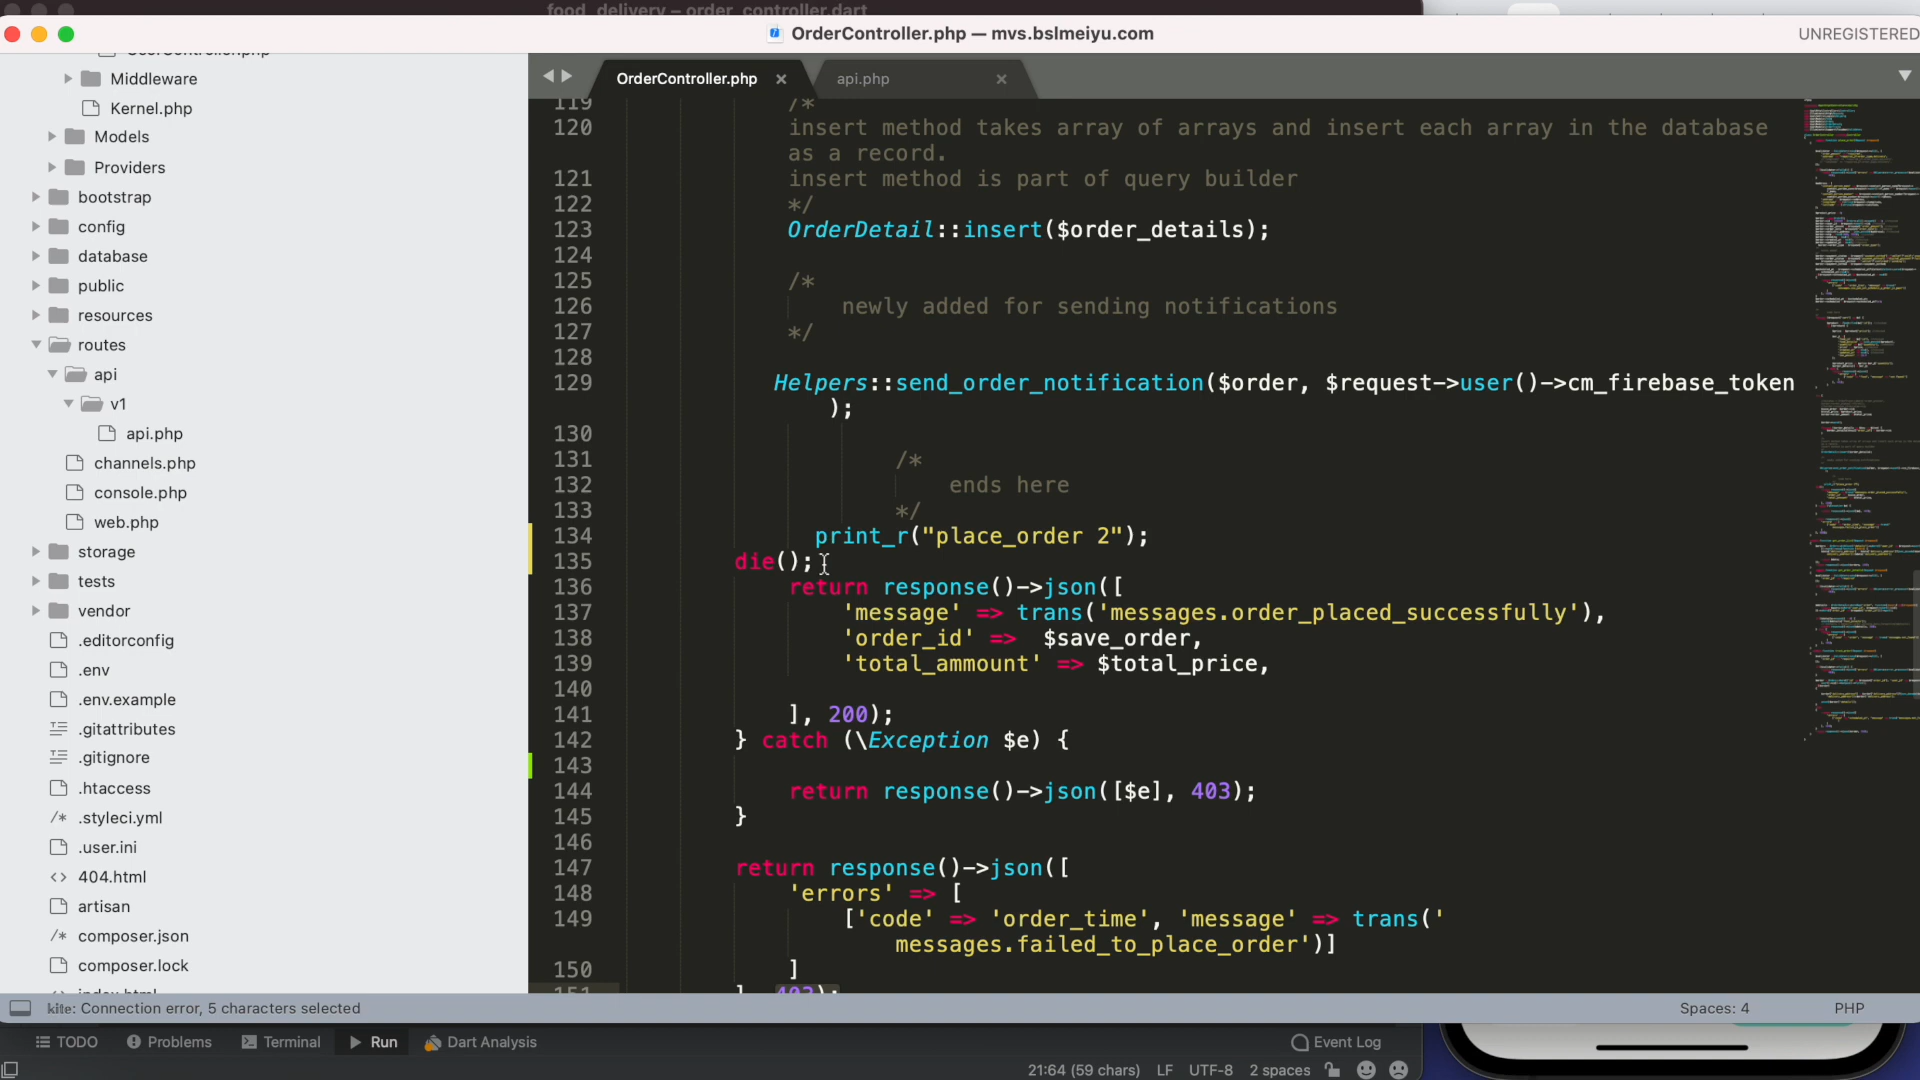 food_delivery – order_controller.dart
OrderController.php — mvs.bslmeiyu.com
UNREGISTERED
Middleware
Kernel.php
Models
Providers
bootstrap
config
database
public
resources
routes
api
v1
api.php
channels.php
console.php
web.php
storage
tests
vendor
.editorconfig
.env
.env.example
.gitattributes
.gitignore
.htaccess
.styleci.yml
.user.ini
404.html
artisan
composer.json
composer.lock
index.html
OrderController.php
api.php
119 /*
120 insert method takes array of arrays and insert each array in the database
as a record.
121 insert method is part of query builder
122 */
123 OrderDetail::insert($order_details);
124
125 /*
126 newly added for sending notifications
127 */
128
129 Helpers::send_order_notification($order, $request->user()->cm_firebase_token
);
130
131 /*
132 ends here
133 */
134 print_r("place_order 2");
135 die();
136 return response()->json([
137 'message' => trans('messages.order_placed_successfully'),
138 'order_id' =>  $save_order,
139 'total_ammount' => $total_price,
140
141 ], 200);
142 } catch (\Exception $e) {
143
144 return response()->json([$e], 403);
145 }
146
147 return response()->json([
148 'errors' => [
149 ['code' => 'order_time', 'message' => trans('
messages.failed_to_place_order')]
150 ]
151 ], 403);
kite: Connection error, 5 characters selected
Spaces: 4
PHP
TODO
Problems
Terminal
Run
Dart Analysis
Event Log
21:64 (59 chars)
LF
UTF-8
2 spaces